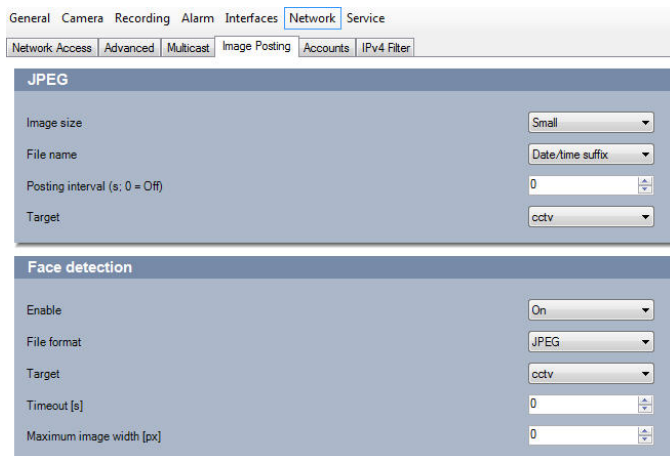 General Camera Recording Alarm Interfaces Network Service
Network Access Advanced Multicast Image Posting Accounts IPv4 Filter
JPEG
Image size Small
File name Date/time suffix
Posting interval (s; 0 = Off) 0
Target cctv
Face detection
Enable On
File format JPEG
Target cctv
Timeout [s] 0
Maximum image width [px] 0